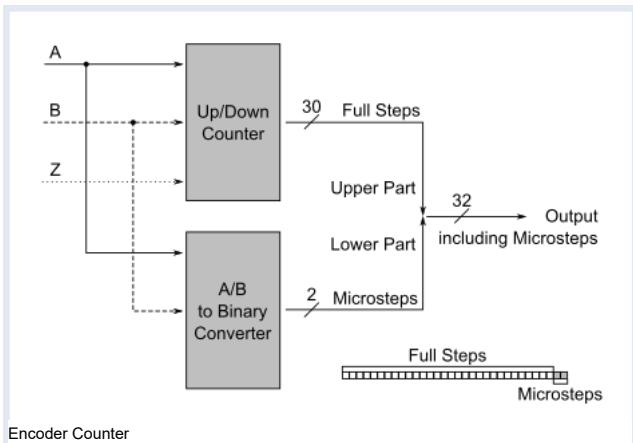 A
B
Z
Up/Down
Counter
30
Full Steps
Upper Part
32
Output
including Microsteps
Lower Part
A/B
to Binary
Converter
2
Microsteps
Full Steps
Microsteps
Encoder Counter